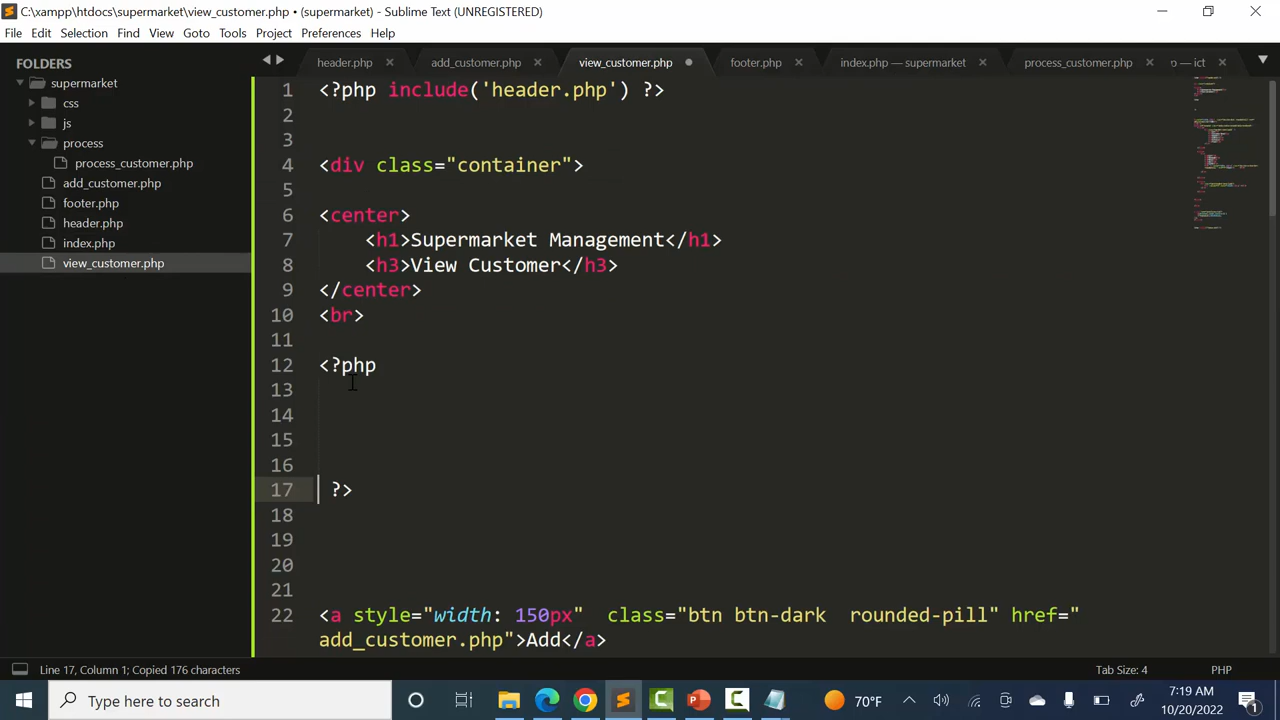 C:\xampp\htdocs\supermarket\view_customer.php • (supermarket) - Sublime Text (UNREGISTERED)
File Edit Selection Find View Goto Tools Project Preferences Help
FOLDERS
supermarket
css
js
process
process_customer.php
add_customer.php
footer.php
header.php
index.php
view_customer.php
header.php × add_customer.php × view_customer.php • footer.php × index.php — supermarket × process_customer.php × p — ict ×
1 <?php include('header.php') ?>
2
3
4 <div class="container">
5
6 <center>
7 <h1>Supermarket Management</h1>
8 <h3>View Customer</h3>
9 </center>
10 <br>
11
12 <?php
13
14
15
16
17 ?>
18
19
20
21
22 <a style="width: 150px" class="btn btn-dark rounded-pill" href="
add_customer.php">Add</a>
Line 17, Column 1; Copied 176 characters
Tab Size: 4
PHP
Type here to search
70°F
7:19 AM
10/20/2022
1